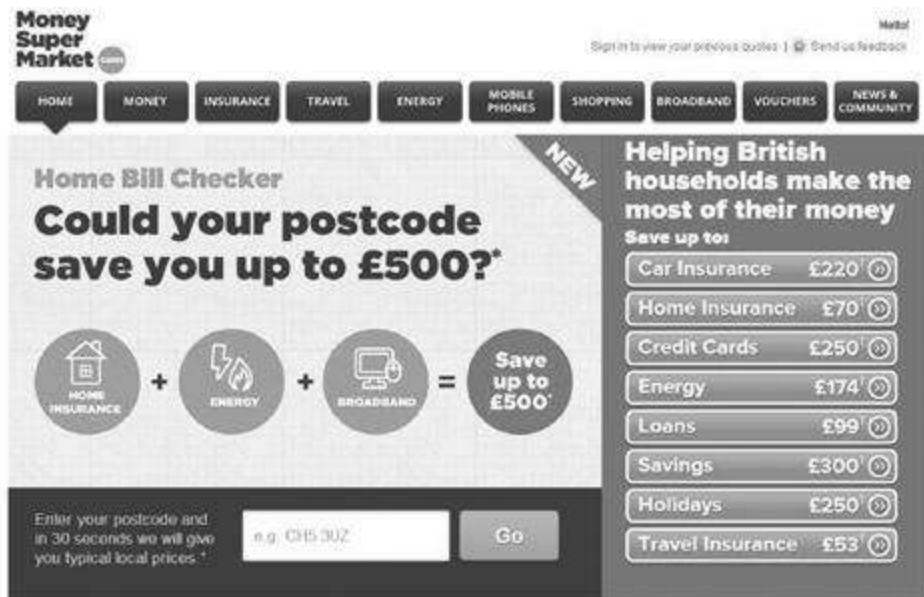 Money
Super
Market .com
Hello!
Sign in to view your previous quotes | Send us feedback
HOME MONEY INSURANCE TRAVEL ENERGY MOBILE PHONES SHOPPING BROADBAND VOUCHERS NEWS & COMMUNITY
NEW
Home Bill Checker
Could your postcode
save you up to £500?*
HOME
INSURANCE
+
ENERGY
+
BROADBAND
=
Save
up to
£500*
Enter your postcode and
in 30 seconds we will give
you typical local prices.*
e.g. CH5 3UZ
Go
Helping British
households make the
most of their money
Save up to:
Car Insurance £220†
Home Insurance £70†
Credit Cards £250†
Energy £174†
Loans £99†
Savings £300†
Holidays £250†
Travel Insurance £53†